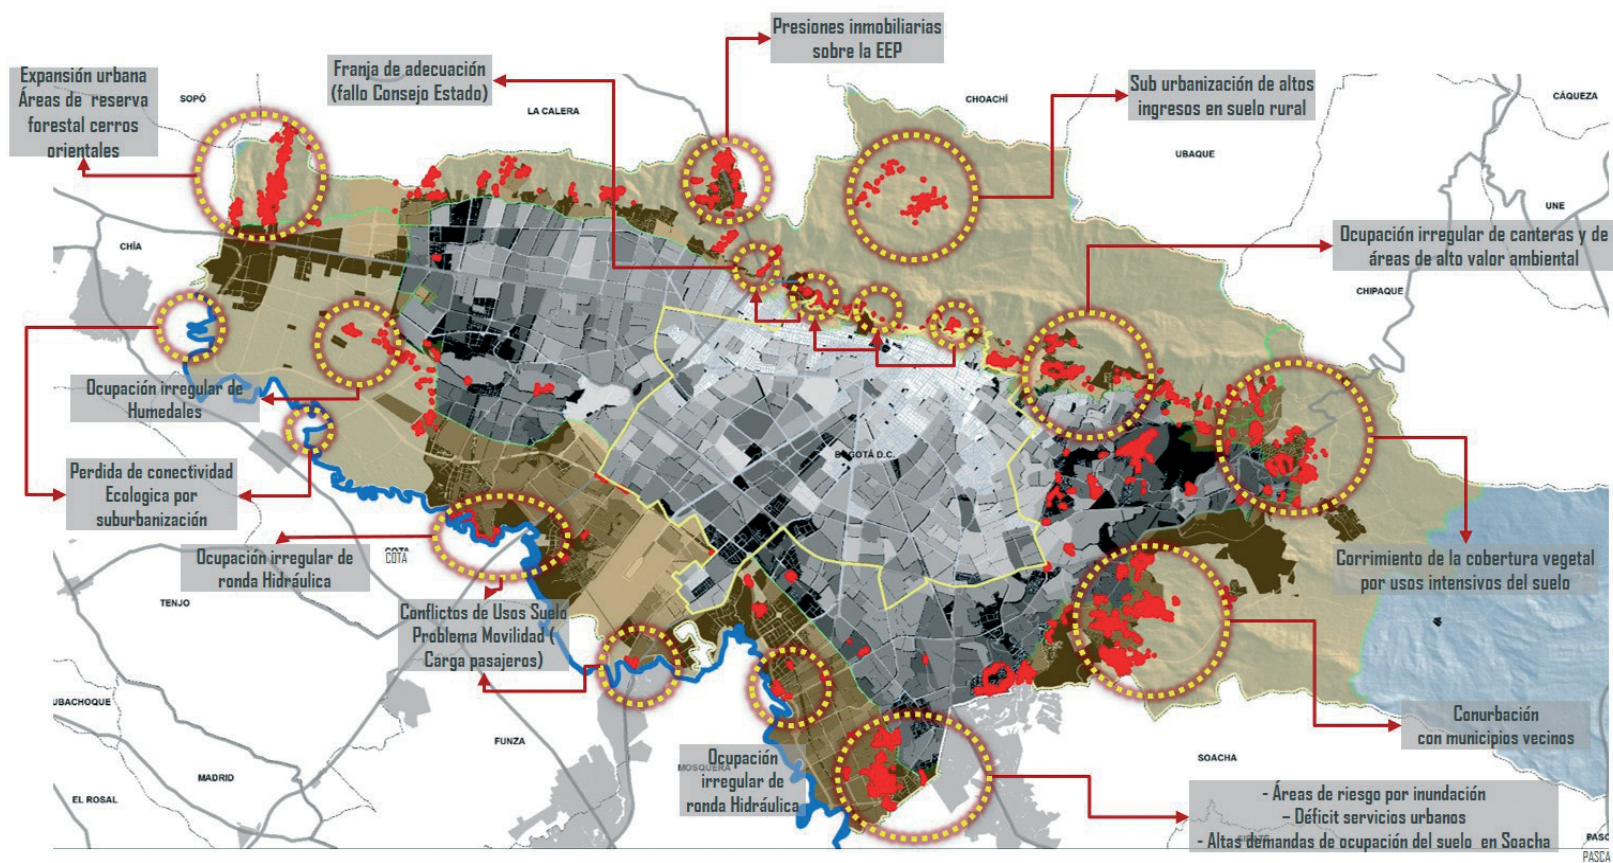 Presiones inmobiliarias
sobre la EEP
Franja de adecuación
(fallo Consejo Estado)
Expansión urbana
Áreas de reserva
forestal cerros
orientales
Sub urbanización de altos
ingresos en suelo rural
SOPÓ
LA CALERA
CHOACHÍ
CÁQUEZA
UBAQUE
UNE
CHÍA
Ocupación irregular de canteras y de
áreas de alto valor ambiental
CHIPAQUE
Ocupación irregular de
Humedales
BOGOTÁ D.C.
Perdida de conectividad
Ecologica por
suburbanización
Ocupación irregular de
ronda Hidráulica
COTA
COTA
Corrimiento de la cobertura vegetal
por usos intensivos del suelo
TENJO
Conflictos de Usos Suelo
Problema Movilidad (
Carga pasajeros)
UBACHOQUE
FUNZA
Conurbación
con municipios vecinos
MADRID
MOSQUERA
Ocupación
irregular de
ronda Hidráulica
SOACHA
EL ROSAL
- Áreas de riesgo por inundación
– Déficit servicios urbanos
- Altas demandas de ocupación del suelo en Soacha
PASC
PASCA